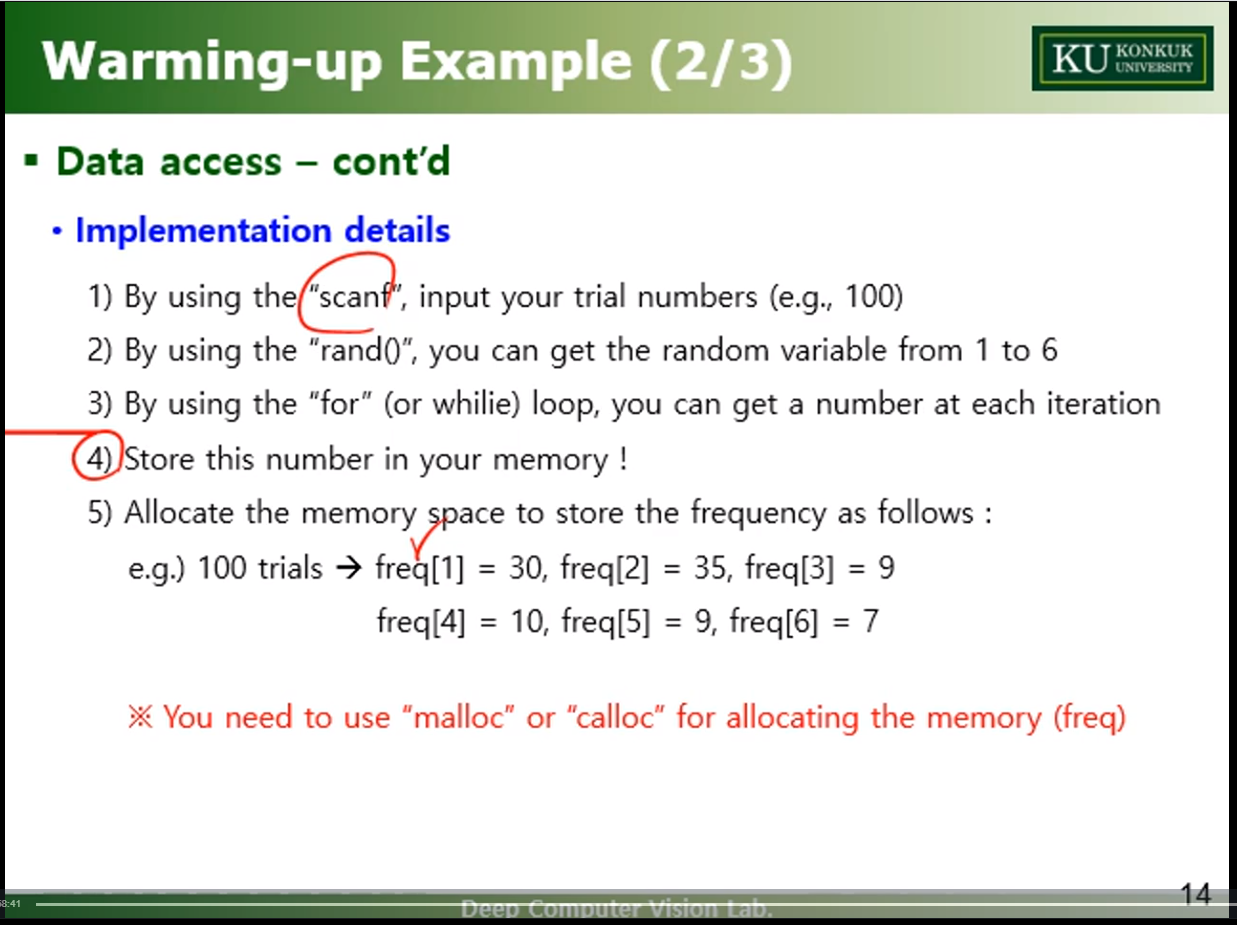 Warming-up Example (2/3)
KU KONKUK
UNIVERSITY
▪ Data access – cont’d
• Implementation details
1) By using the “scanf”, input your trial numbers (e.g., 100)
2) By using the “rand()”, you can get the random variable from 1 to 6
3) By using the “for” (or whilie) loop, you can get a number at each iteration
4) Store this number in your memory !
5) Allocate the memory space to store the frequency as follows :
e.g.) 100 trials → freq[1] = 30, freq[2] = 35, freq[3] = 9
freq[4] = 10, freq[5] = 9, freq[6] = 7
※ You need to use “malloc” or “calloc” for allocating the memory (freq)
14
8:41
Deep Computer Vision Lab.